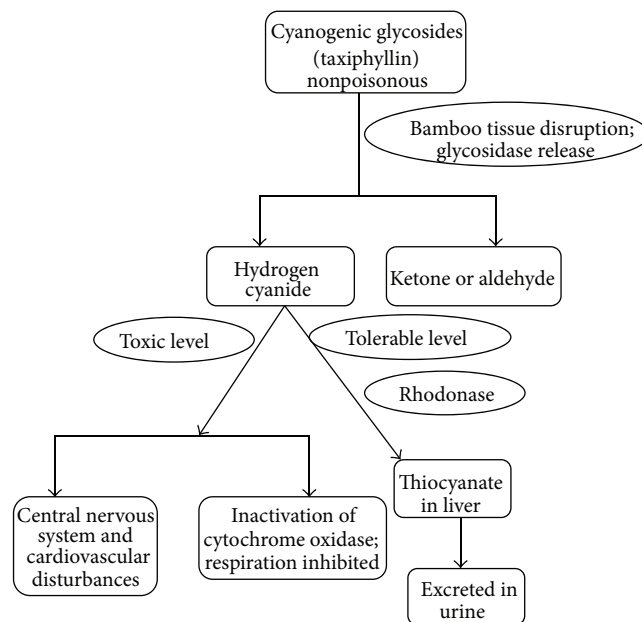 Cyanogenic glycosides
(taxiphyllin)
nonpoisonous
Bamboo tissue disruption;
glycosidase release
Hydrogen
cyanide
Ketone or aldehyde
Toxic level
Tolerable level
Rhodonase
Central nervous
system and
cardiovascular
disturbances
Inactivation of
cytochrome oxidase;
respiration inhibited
Thiocyanate
in liver
Excreted in
urine